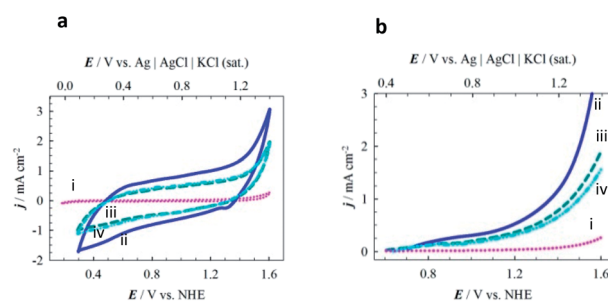 a
E / V vs. Ag | AgCl | KCl (sat.)
0.0 0.4 0.8 1.2
j / mA cm-2
3
2
1
0
-1
-2
i
iii
iv
ii
0.4 0.8 1.2 1.6
E / V vs. NHE
b
E / V vs. Ag | AgCl | KCl (sat.)
0.4 0.8 1.2
j / mA cm-2
3
2
1
0
ii
iii
iv
i
0.8 1.2 1.6
E / V vs. NHE